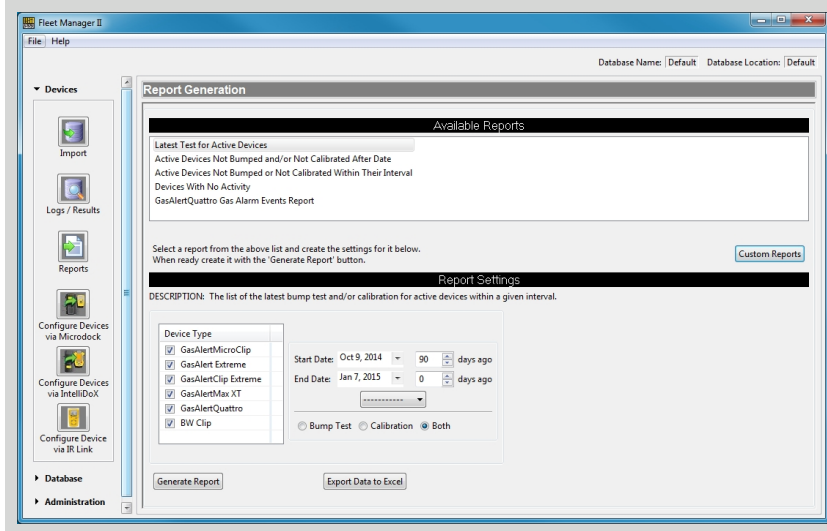 Fleet Manager II
File Help
Database Name: Default Database Location: Default
Devices
Import
Logs / Results
Reports
Configure Devices
via Microdock
Configure Devices
via IntelliDoX
Configure Device
via IR Link
Database
Administration
Report Generation
Available Reports
Latest Test for Active Devices
Active Devices Not Bumped and/or Not Calibrated After Date
Active Devices Not Bumped or Not Calibrated Within Their Interval
Devices With No Activity
GasAlertQuattro Gas Alarm Events Report
Select a report from the above list and create the settings for it below.
When ready create it with the 'Generate Report' button.
Custom Reports
Report Settings
DESCRIPTION: The list of the latest bump test and/or calibration for active devices within a given interval.
Device Type
GasAlertMicroClip
GasAlert Extreme
GasAlertClip Extreme
GasAlertMax XT
GasAlertQuattro
BW Clip
Start Date: Oct 9, 2014 90 days ago
End Date: Jan 7, 2015 0 days ago
-----------
Bump Test Calibration Both
Generate Report
Export Data to Excel